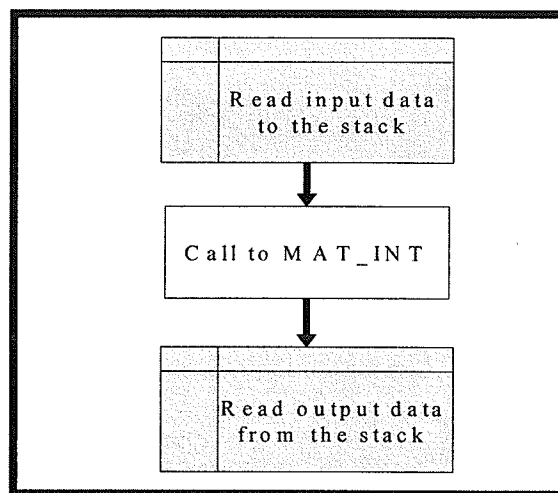 Read input data
to the stack
Call to MAT_INT
Read output data
from the stack